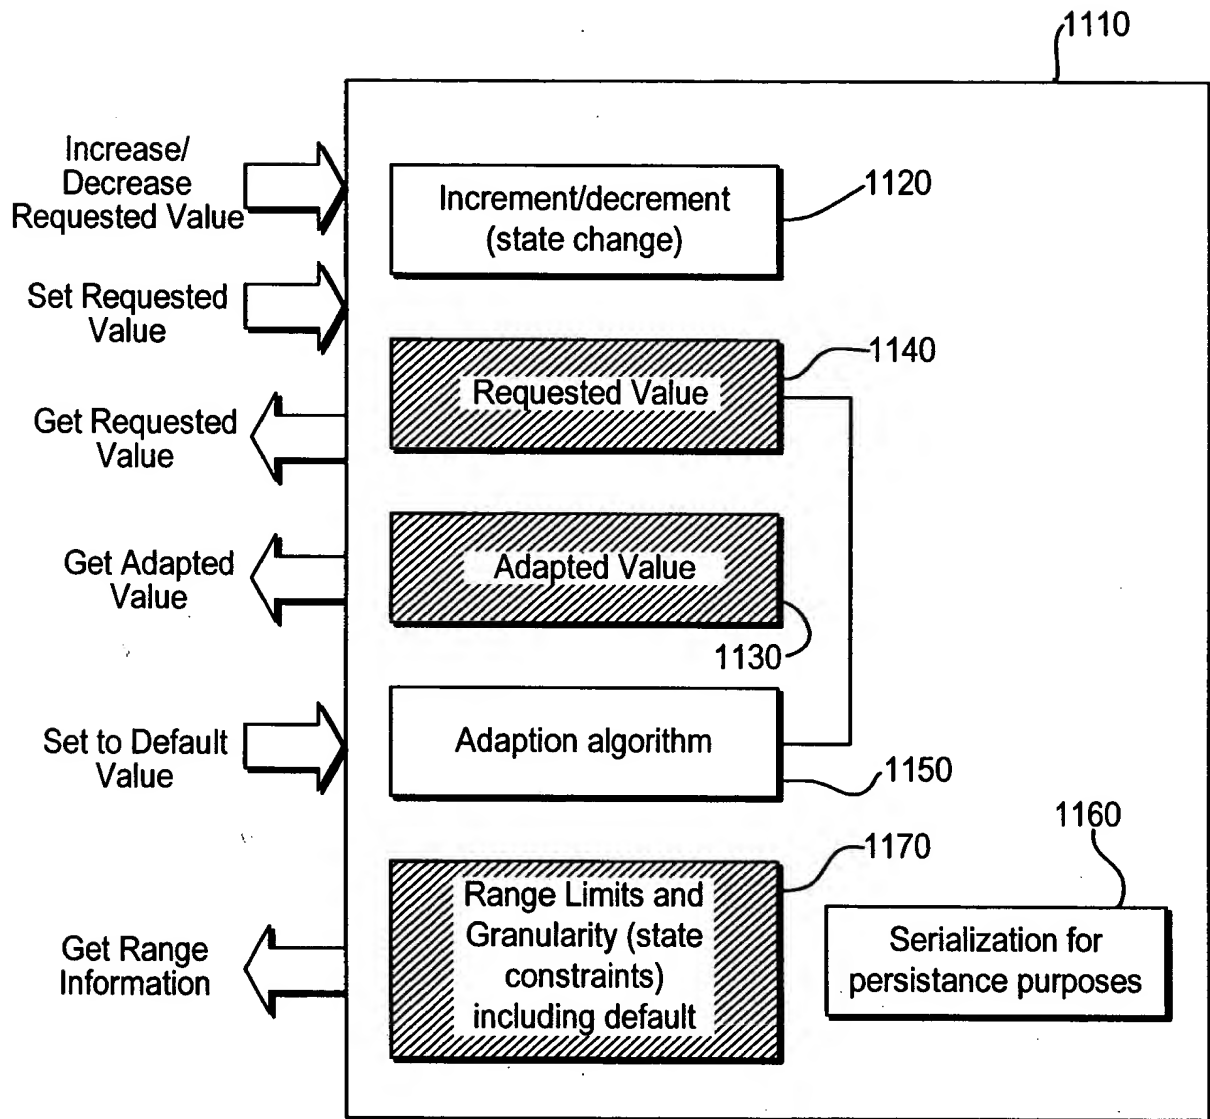 1110
Increase/
Decrease
Requested Value
Increment/decrement
(state change)
1120
Set Requested
Value
1140
Requested Value
Get Requested
Value
Adapted Value
Get Adapted
Value
1130
Adaption algorithm
Set to Default
Value
1150
1160
1170
Range Limits and
Granularity (state
constraints)
including default
Serialization for
persistance purposes
Get Range
Information